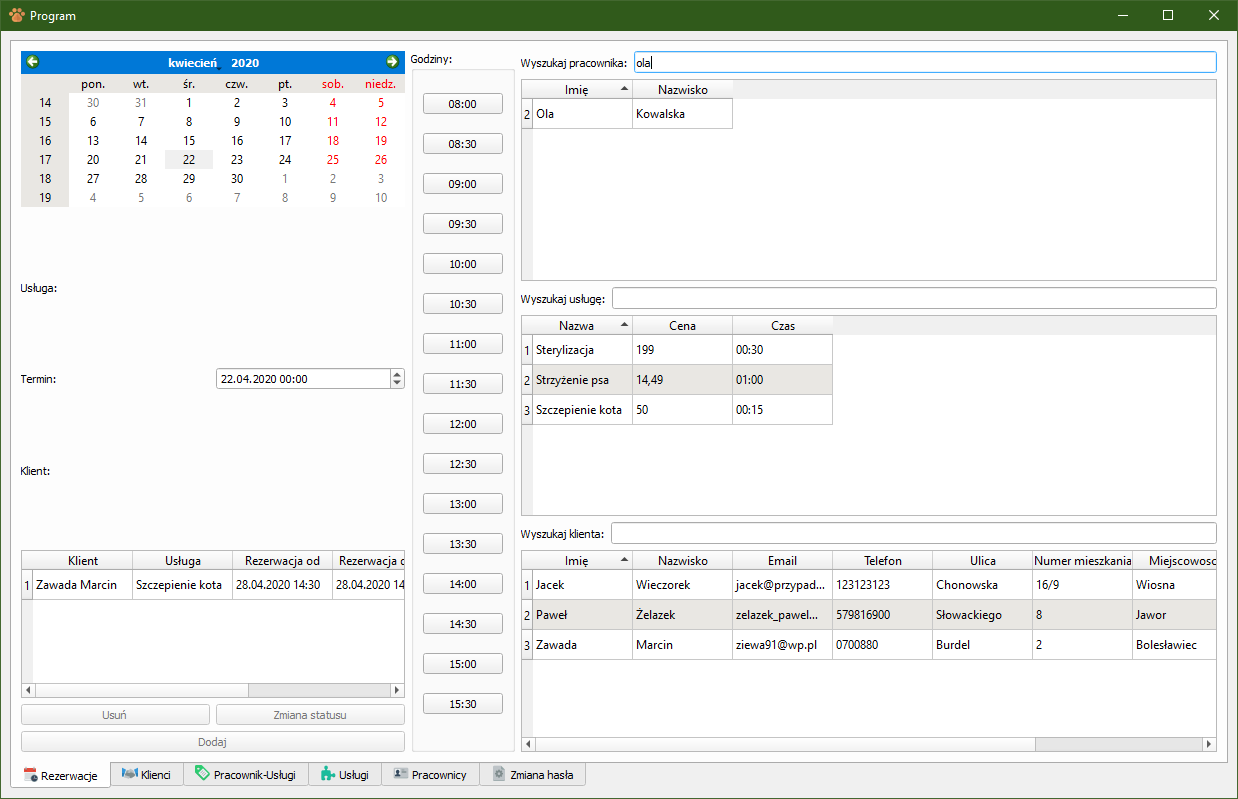 Program
kwiecień, 2020
pon. wt. śr. czw. pt. sob. niedz.
14 30 31 1 2 3 4 5
15 6 7 8 9 10 11 12
16 13 14 15 16 17 18 19
17 20 21 22 23 24 25 26
18 27 28 29 30 1 2 3
19 4 5 6 7 8 9 10
Usługa:
Termin: 22.04.2020 00:00
Klient:
Klient Usługa Rezerwacja od Rezerwacja d
1 Zawada Marcin Szczepienie kota 28.04.2020 14:30 28.04.2020 14
Usuń Zmiana statusu
Dodaj
Godziny:
08:00
08:30
09:00
09:30
10:00
10:30
11:00
11:30
12:00
12:30
13:00
13:30
14:00
14:30
15:00
15:30
Wyszukaj pracownika: ola
Imię Nazwisko
2 Ola Kowalska
Wyszukaj usługę:
Nazwa Cena Czas
1 Sterylizacja 199 00:30
2 Strzyżenie psa 14,49 01:00
3 Szczepienie kota 50 00:15
Wyszukaj klienta:
Imię Nazwisko Email Telefon Ulica Numer mieszkania Miejscowosc
1 Jacek Wieczorek jacek@przypad... 123123123 Chonowska 16/9 Wiosna
2 Paweł Żelazek zelazek_pawel... 579816900 Słowackiego 8 Jawor
3 Zawada Marcin ziewa91@wp.pl 0700880 Burdel 2 Bolesławiec
Rezerwacje Klienci Pracownik-Usługi Usługi Pracownicy Zmiana hasła